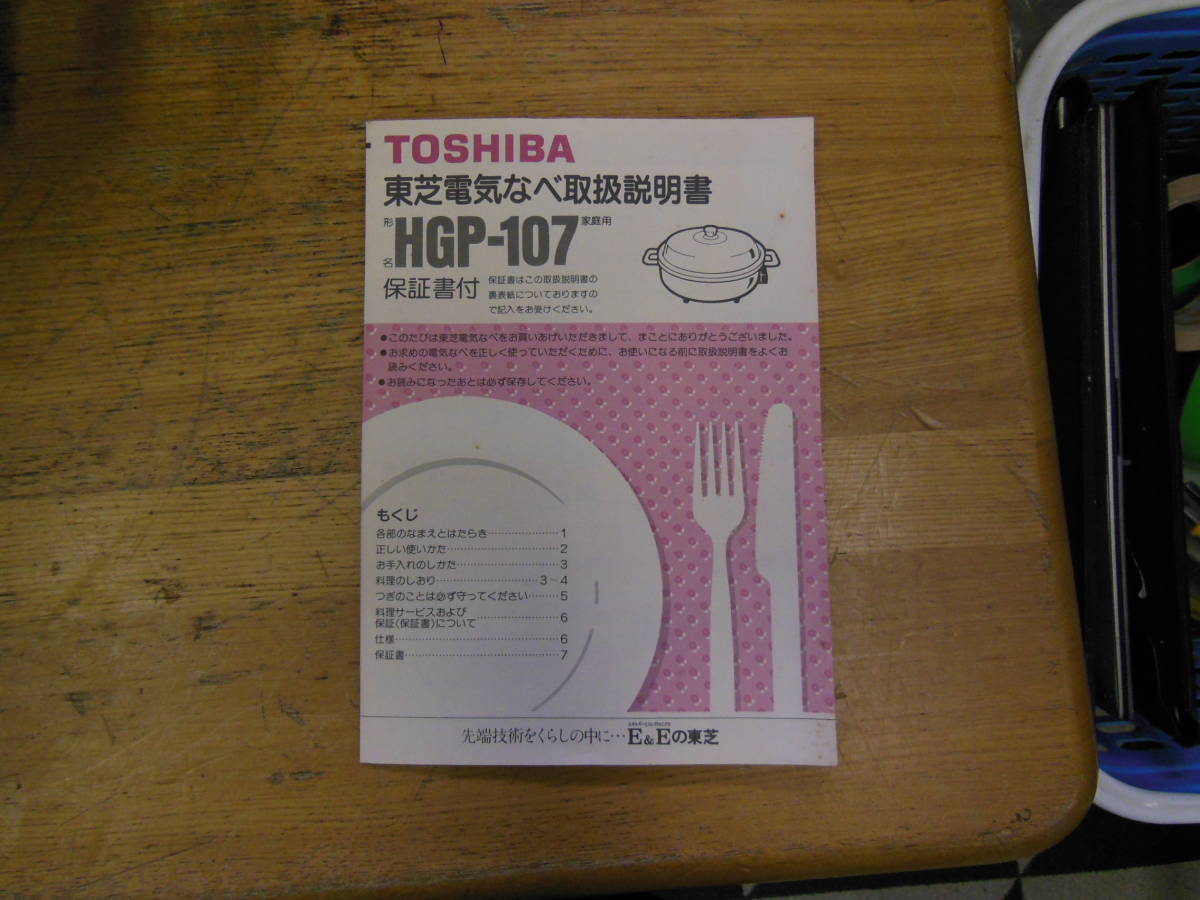 TOSHIBA
東芝電気なべ取扱説明書
形名 HGP-107 家庭用
保証書付
保証書はこの取扱説明書の
裏表紙についておりますの
で記入をお受けください。
●このたびは東芝電気なべをお買いあげいただきまして、まことにありがとうございました。
●お求めの電気なべを正しく使っていただくために、お使いになる前に取扱説明書をよくお
読みください。
●お読みになったあとは必ず保存してください。
もくじ
各部のなまえとはたらき…………………1
正しい使いかた……………………………2
お手入れのしかた…………………………3
料理のしおり…………………………3~4
つぎのことは必ず守ってください………5
料理サービスおよび
保証(保証書)について……………………6
仕様…………………………………………6
保証書………………………………………7
先端技術をくらしの中に…E&Eの東芝